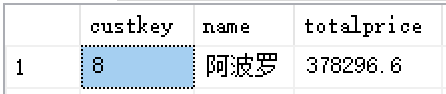 custkey name totalprice
1 8 阿波罗 378296.6